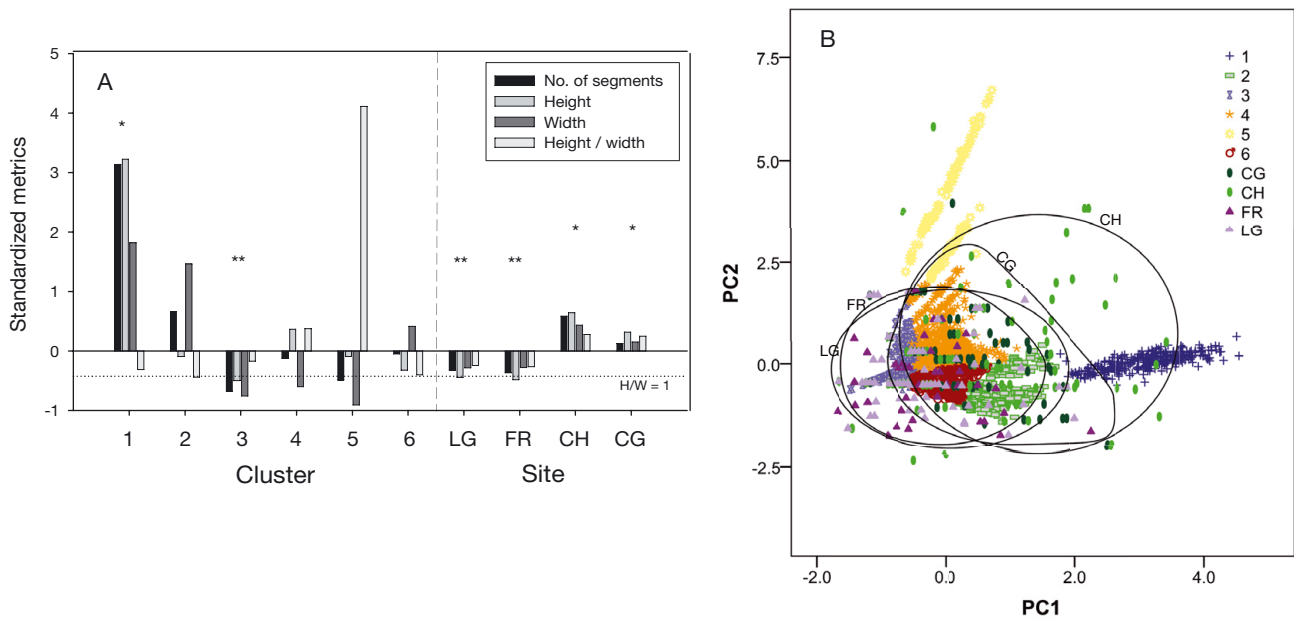 A
No. of segments
Height
Width
Height / width
5
4
3
2
1
0
-1
Standardized metrics
*
**
**
**
*
*
H/W = 1
1 2 3 4 5 6 LG FR CH CG
Cluster Site
B
7.5
5.0
2.5
0.0
-2.5
PC2
1
2
3
4
5
6
CG
CH
FR
LG
CH
CG
FR
LG
-2.0 0.0 2.0 4.0
PC1